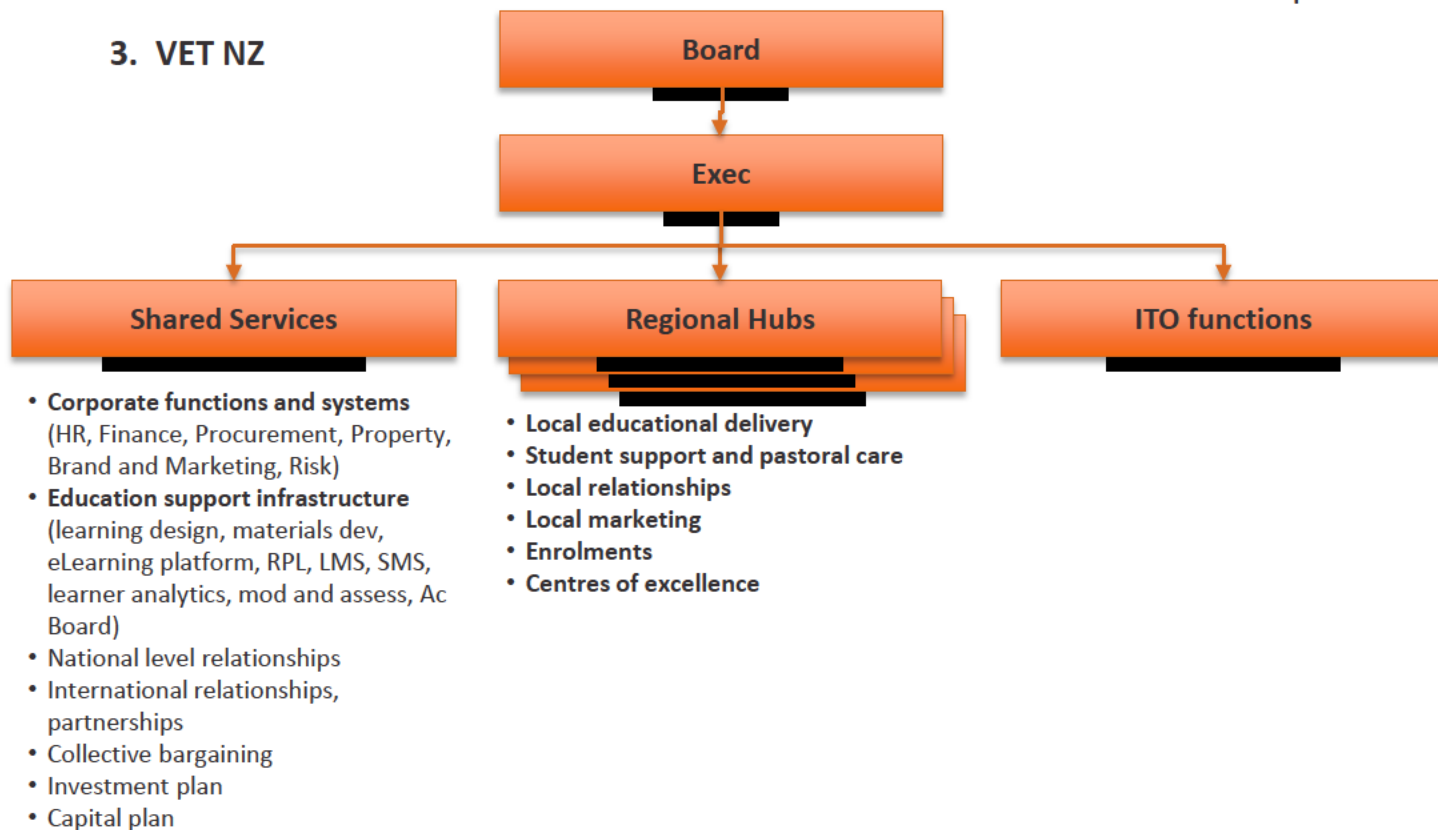 3. VET NZ
Board
Exec
Shared Services
Regional Hubs
ITO functions
• Corporate functions and systems
(HR, Finance, Procurement, Property,
Brand and Marketing, Risk)
• Education support infrastructure
(learning design, materials dev,
eLearning platform, RPL, LMS, SMS,
learner analytics, mod and assess, Ac
Board)
• National level relationships
• International relationships,
partnerships
• Collective bargaining
• Investment plan
• Capital plan
• Local educational delivery
• Student support and pastoral care
• Local relationships
• Local marketing
• Enrolments
• Centres of excellence